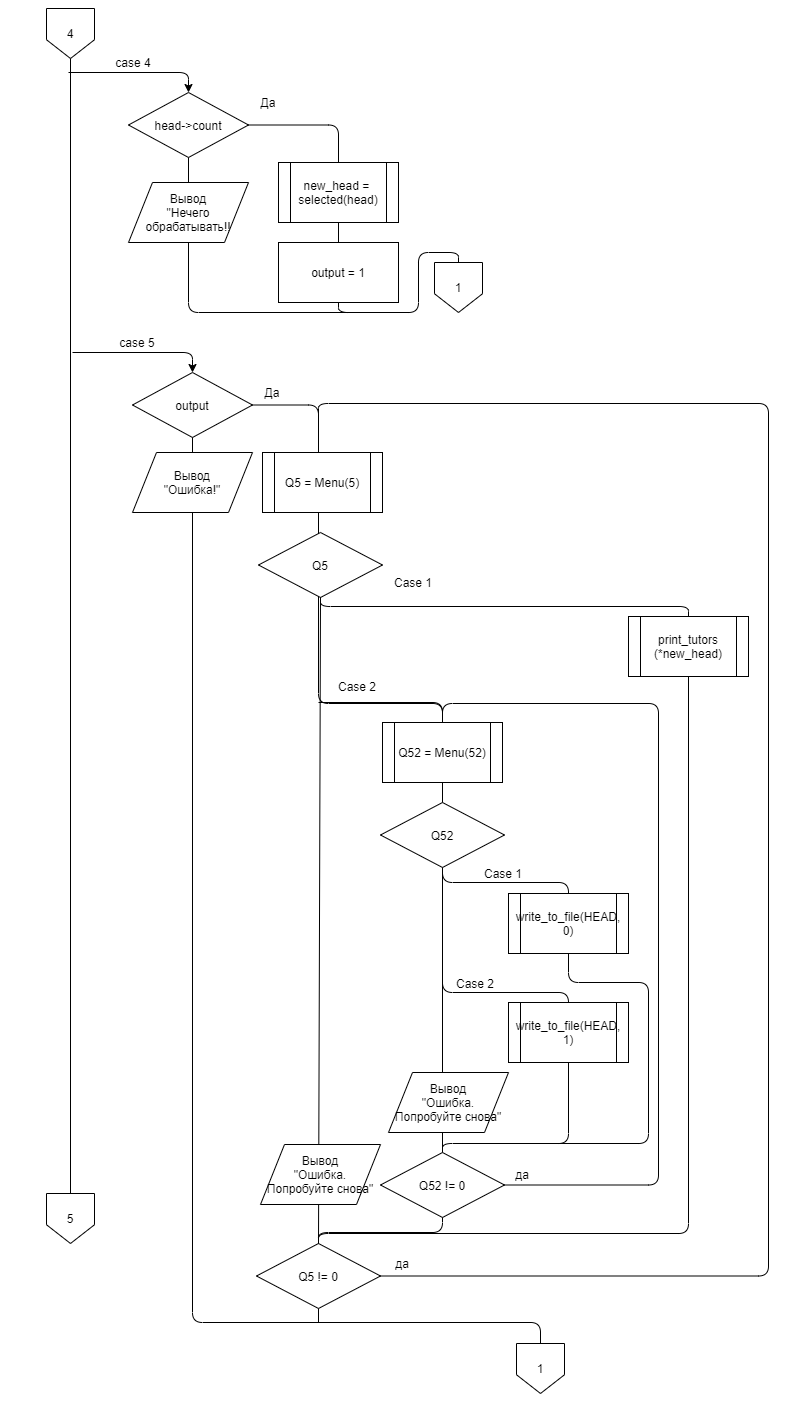 4
case 4
Да
head->count
Вывод
"Нечего
обрабатывать!!
new_head =
selected(head)
output = 1
1
case 5
Да
output
Вывод
"Ошибка!"
Q5 = Menu(5)
Q5
Case 1
print_tutors
(*new_head)
Case 2
Q52 = Menu(52)
Q52
Case 1
write_to_file(HEAD,
0)
Case 2
write_to_file(HEAD,
1)
Вывод
"Ошибка.
Попробуйте снова"
Вывод
"Ошибка.
Попробуйте снова"
Q52 != 0
да
5
Q5 != 0
да
1